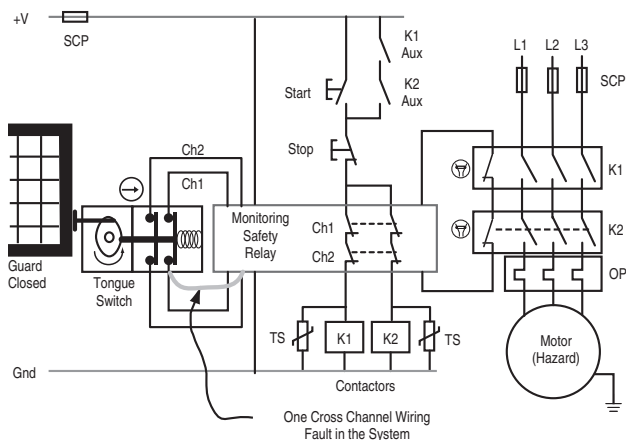 +V
SCP
K1
Aux
K2
Aux
Start
Stop
L1 L2 L3
SCP
Ch2
Ch1
K1
Monitoring
Safety
Relay
Ch1
Ch2
K2
Guard
Closed
Tongue
Switch
OP
TS
K1
K2
TS
Motor
(Hazard)
Gnd
Contactors
One Cross Channel Wiring
Fault in the System